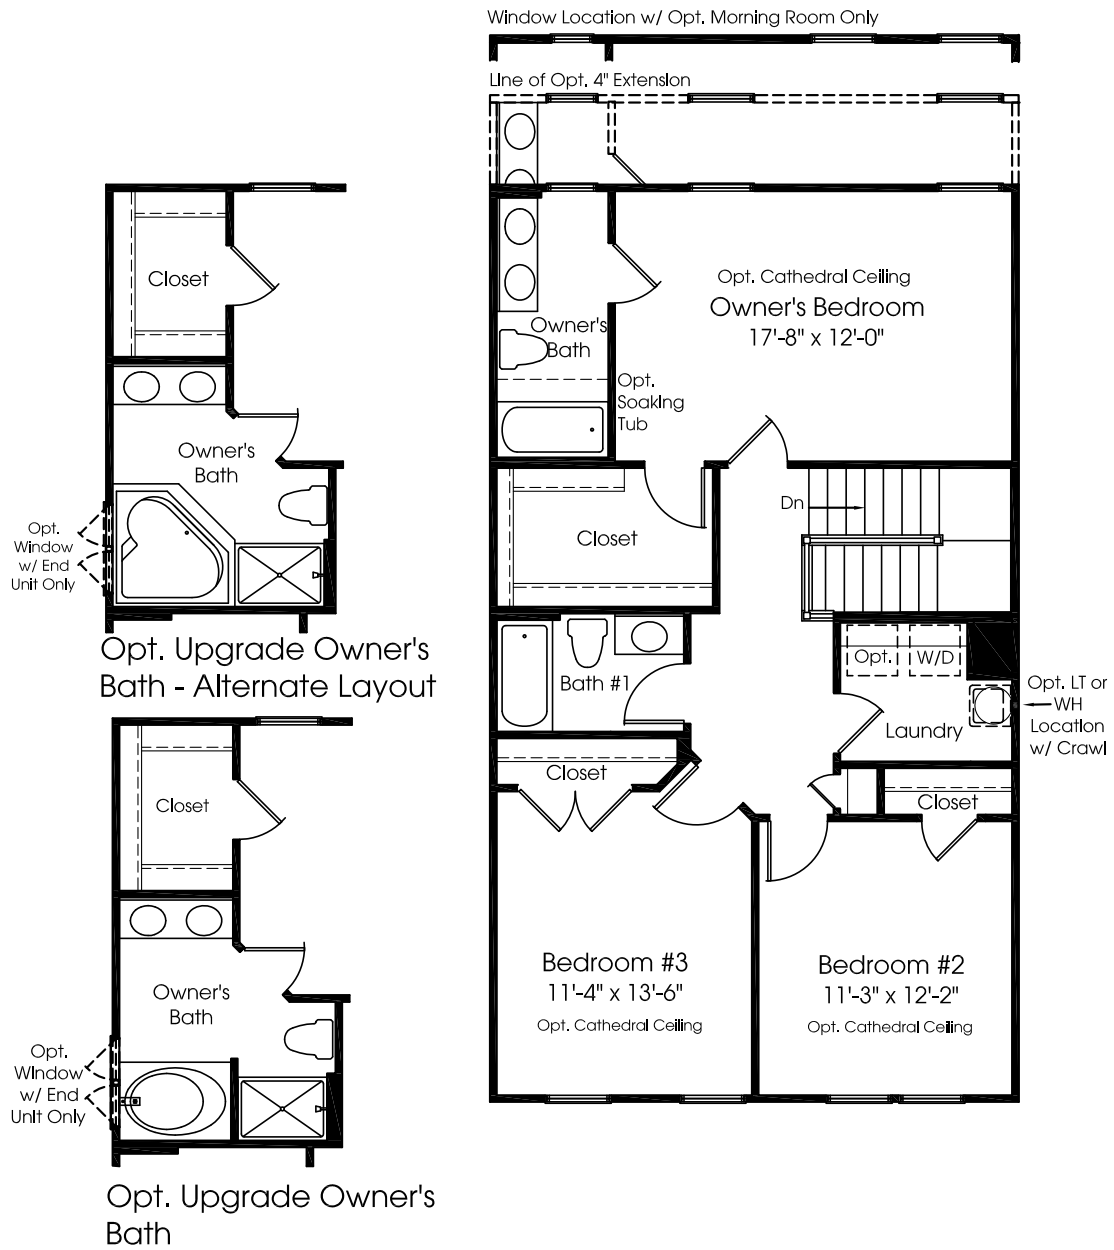 Window Location w/ Opt. Morning Room Only
Line of Opt. 4" Extension
Opt. Cathedral Ceiling
Owner's Bedroom
17'-8" x 12'-0"
Owner's
Bath
Opt.
Soaking
Tub
Closet
Dn
Bath #1
Opt.
W/D
Laundry
Opt. LT or
WH
Location
w/ Crawl
Closet
Closet
Bedroom #3
11'-4" x 13'-6"
Opt. Cathedral Ceiling
Bedroom #2
11'-3" x 12'-2"
Opt. Cathedral Ceiling
Closet
Owner's
Bath
Opt.
Window
w/ End
Unit Only
Opt. Upgrade Owner's
Bath - Alternate Layout
Closet
Owner's
Bath
Opt.
Window
w/ End
Unit Only
Opt. Upgrade Owner's
Bath